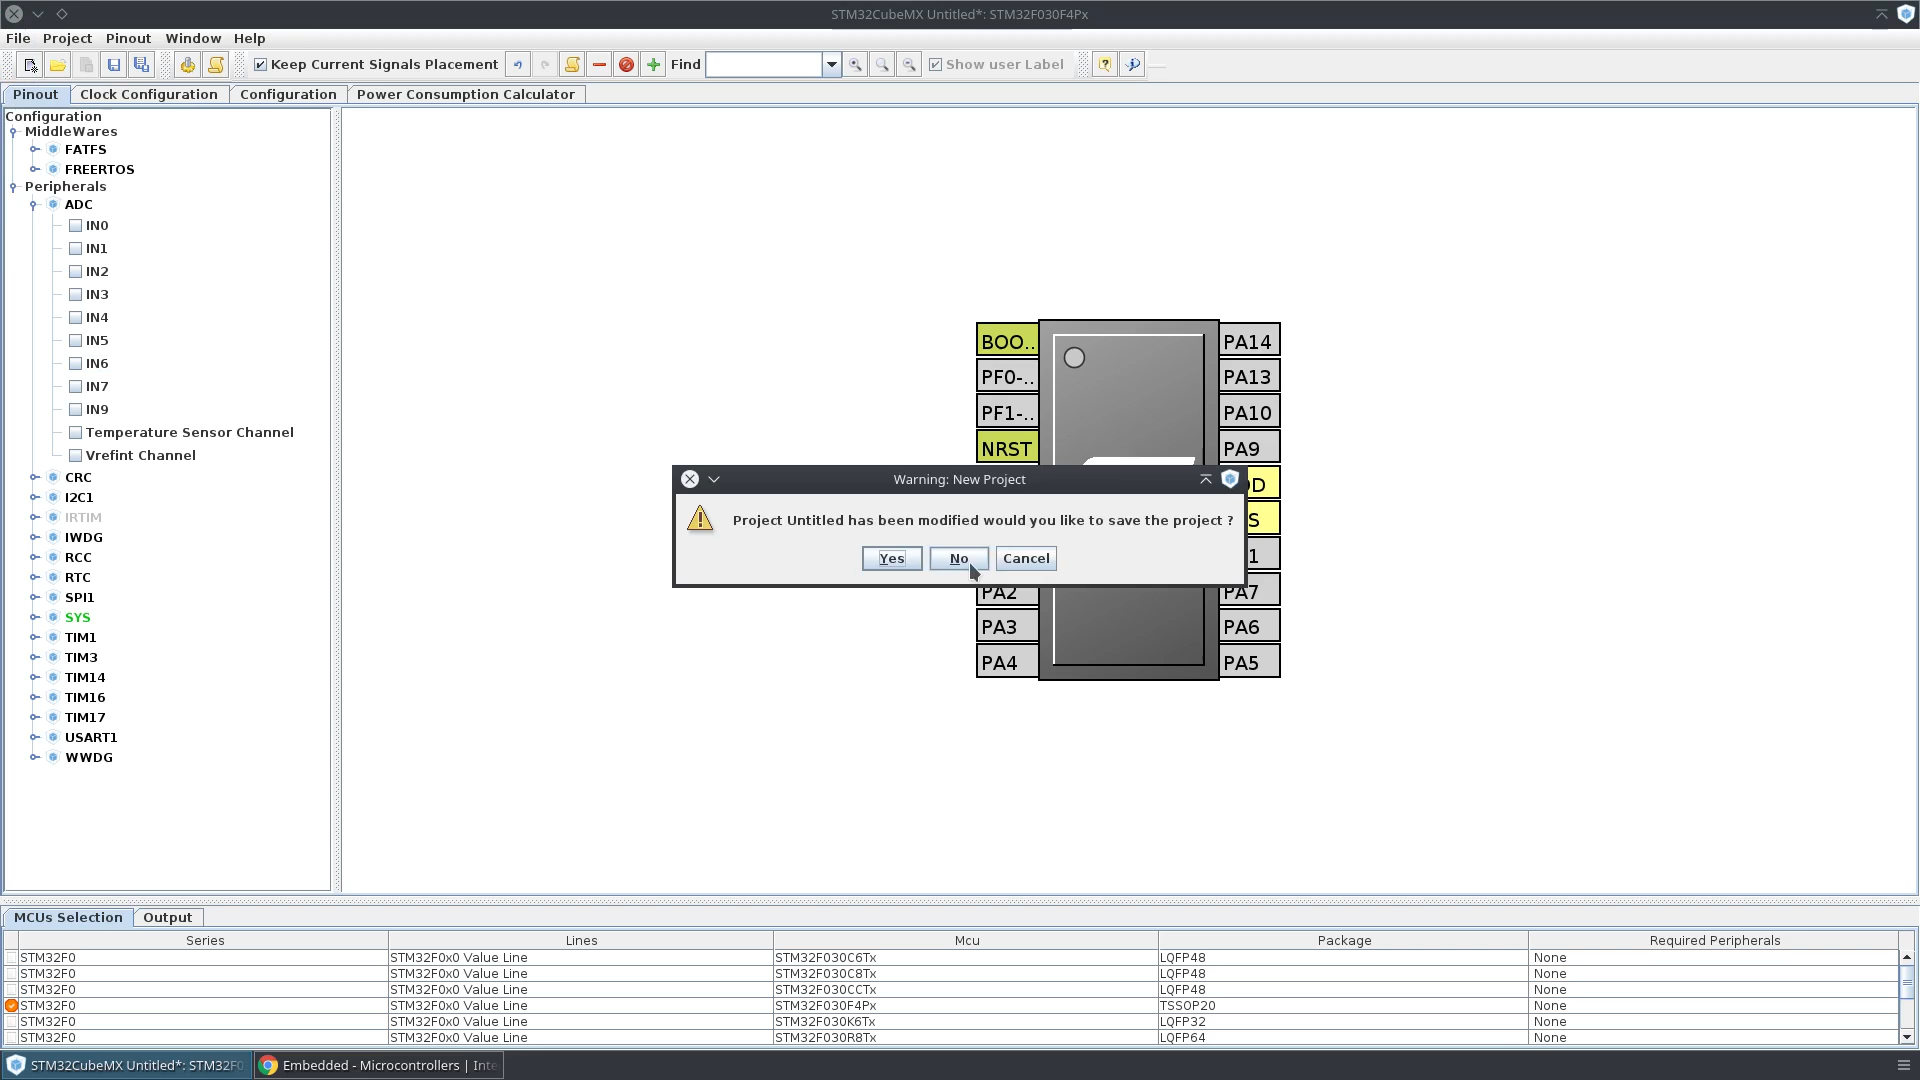 STM32CubeMX Untitled*: STM32F030F4Px
File Project Pinout Window Help
Keep Current Signals Placement Find Show user Label
Pinout Clock Configuration Configuration Power Consumption Calculator
Configuration
MiddleWares
FATFS
FREERTOS
Peripherals
ADC
IN0
IN1
IN2
IN3
IN4
IN5
IN6
IN7
IN9
Temperature Sensor Channel
Vrefint Channel
CRC
I2C1
IRTIM
IWDG
RCC
RTC
SPI1
SYS
TIM1
TIM3
TIM14
TIM16
TIM17
USART1
WWDG
BOO.. PA14
PF0-.. PA13
PF1-.. PA10
NRST PA9
D
S
1
PA2 PA7
PA3 PA6
PA4 PA5
Warning: New Project
Project Untitled has been modified would you like to save the project ?
Yes No Cancel
MCUs Selection Output
Series Lines Mcu Package Required Peripherals
STM32F0 STM32F0x0 Value Line STM32F030C6Tx LQFP48 None
STM32F0 STM32F0x0 Value Line STM32F030C8Tx LQFP48 None
STM32F0 STM32F0x0 Value Line STM32F030CCTx LQFP48 None
STM32F0 STM32F0x0 Value Line STM32F030F4Px TSSOP20 None
STM32F0 STM32F0x0 Value Line STM32F030K6Tx LQFP32 None
STM32F0 STM32F0x0 Value Line STM32F030R8Tx LQFP64 None
STM32CubeMX Untitled*: STM32F0 Embedded - Microcontrollers | Inte